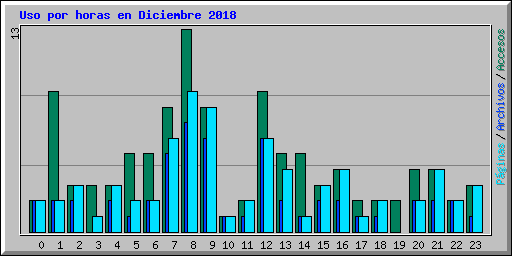 Uso por horas en Diciembre 2018
13
Páginas / Archivos / Accesos
0 1 2 3 4 5 6 7 8 9 10 11 12 13 14 15 16 17 18 19 20 21 22 23